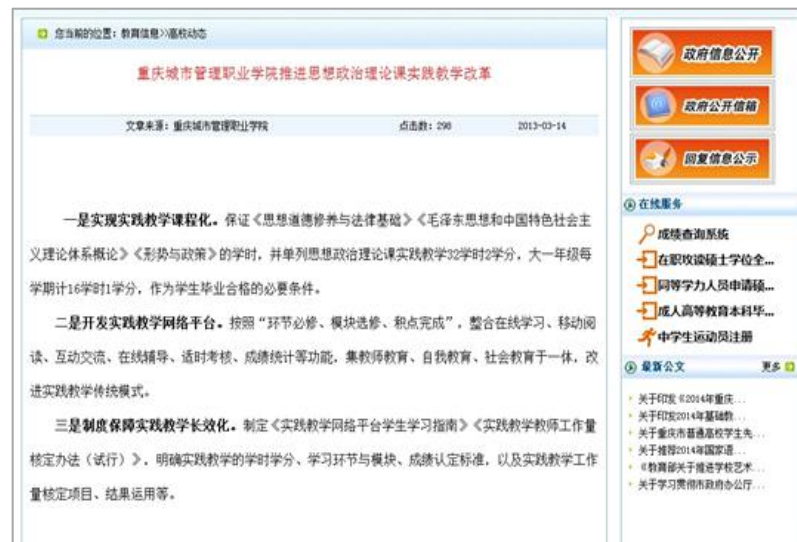 您当前的位置：教育信息>>高校动态
重庆城市管理职业学院推进思想政治理论课实践教学改革
文章来源：重庆城市管理职业学院 点击数：298 2013-03-14
一是实现实践教学课程化。保证《思想道德修养与法律基础》《毛泽东思想和中国特色社会主
义理论体系概论》《形势与政策》的学时，并单列思想政治理论课实践教学32学时2学分，大一年级每
学期计16学时1学分，作为学生毕业合格的必要条件。
二是开发实践教学网络平台。按照“环节必修、模块选修、积点完成”，整合在线学习、移动阅
读、互动交流、在线辅导、适时考核、成绩统计等功能，集教师教育、自我教育、社会教育于一体，改
进实践教学传统模式。
三是制度保障实践教学长效化。制定《实践教学网络平台学生学习指南》《实践教学教师工作量
核定办法（试行）》，明确实践教学的学时学分、学习环节与模块、成绩认定标准，以及实践教学工作
量核定项目、结果运用等。
政府信息公开
政府公开信箱
回复信息公示
在线服务
成绩查询系统
在职攻读硕士学位全...
同等学力人员申请硕...
成人高等教育本科毕...
中学生运动员注册
最新公文 更多
关于印发《2014年重庆...
关于印发2014年基础教...
关于重庆市普通高校学生先...
关于推荐2014年国家语...
《教育部关于推进学校艺术...
关于学习贯彻市政府办公厅...